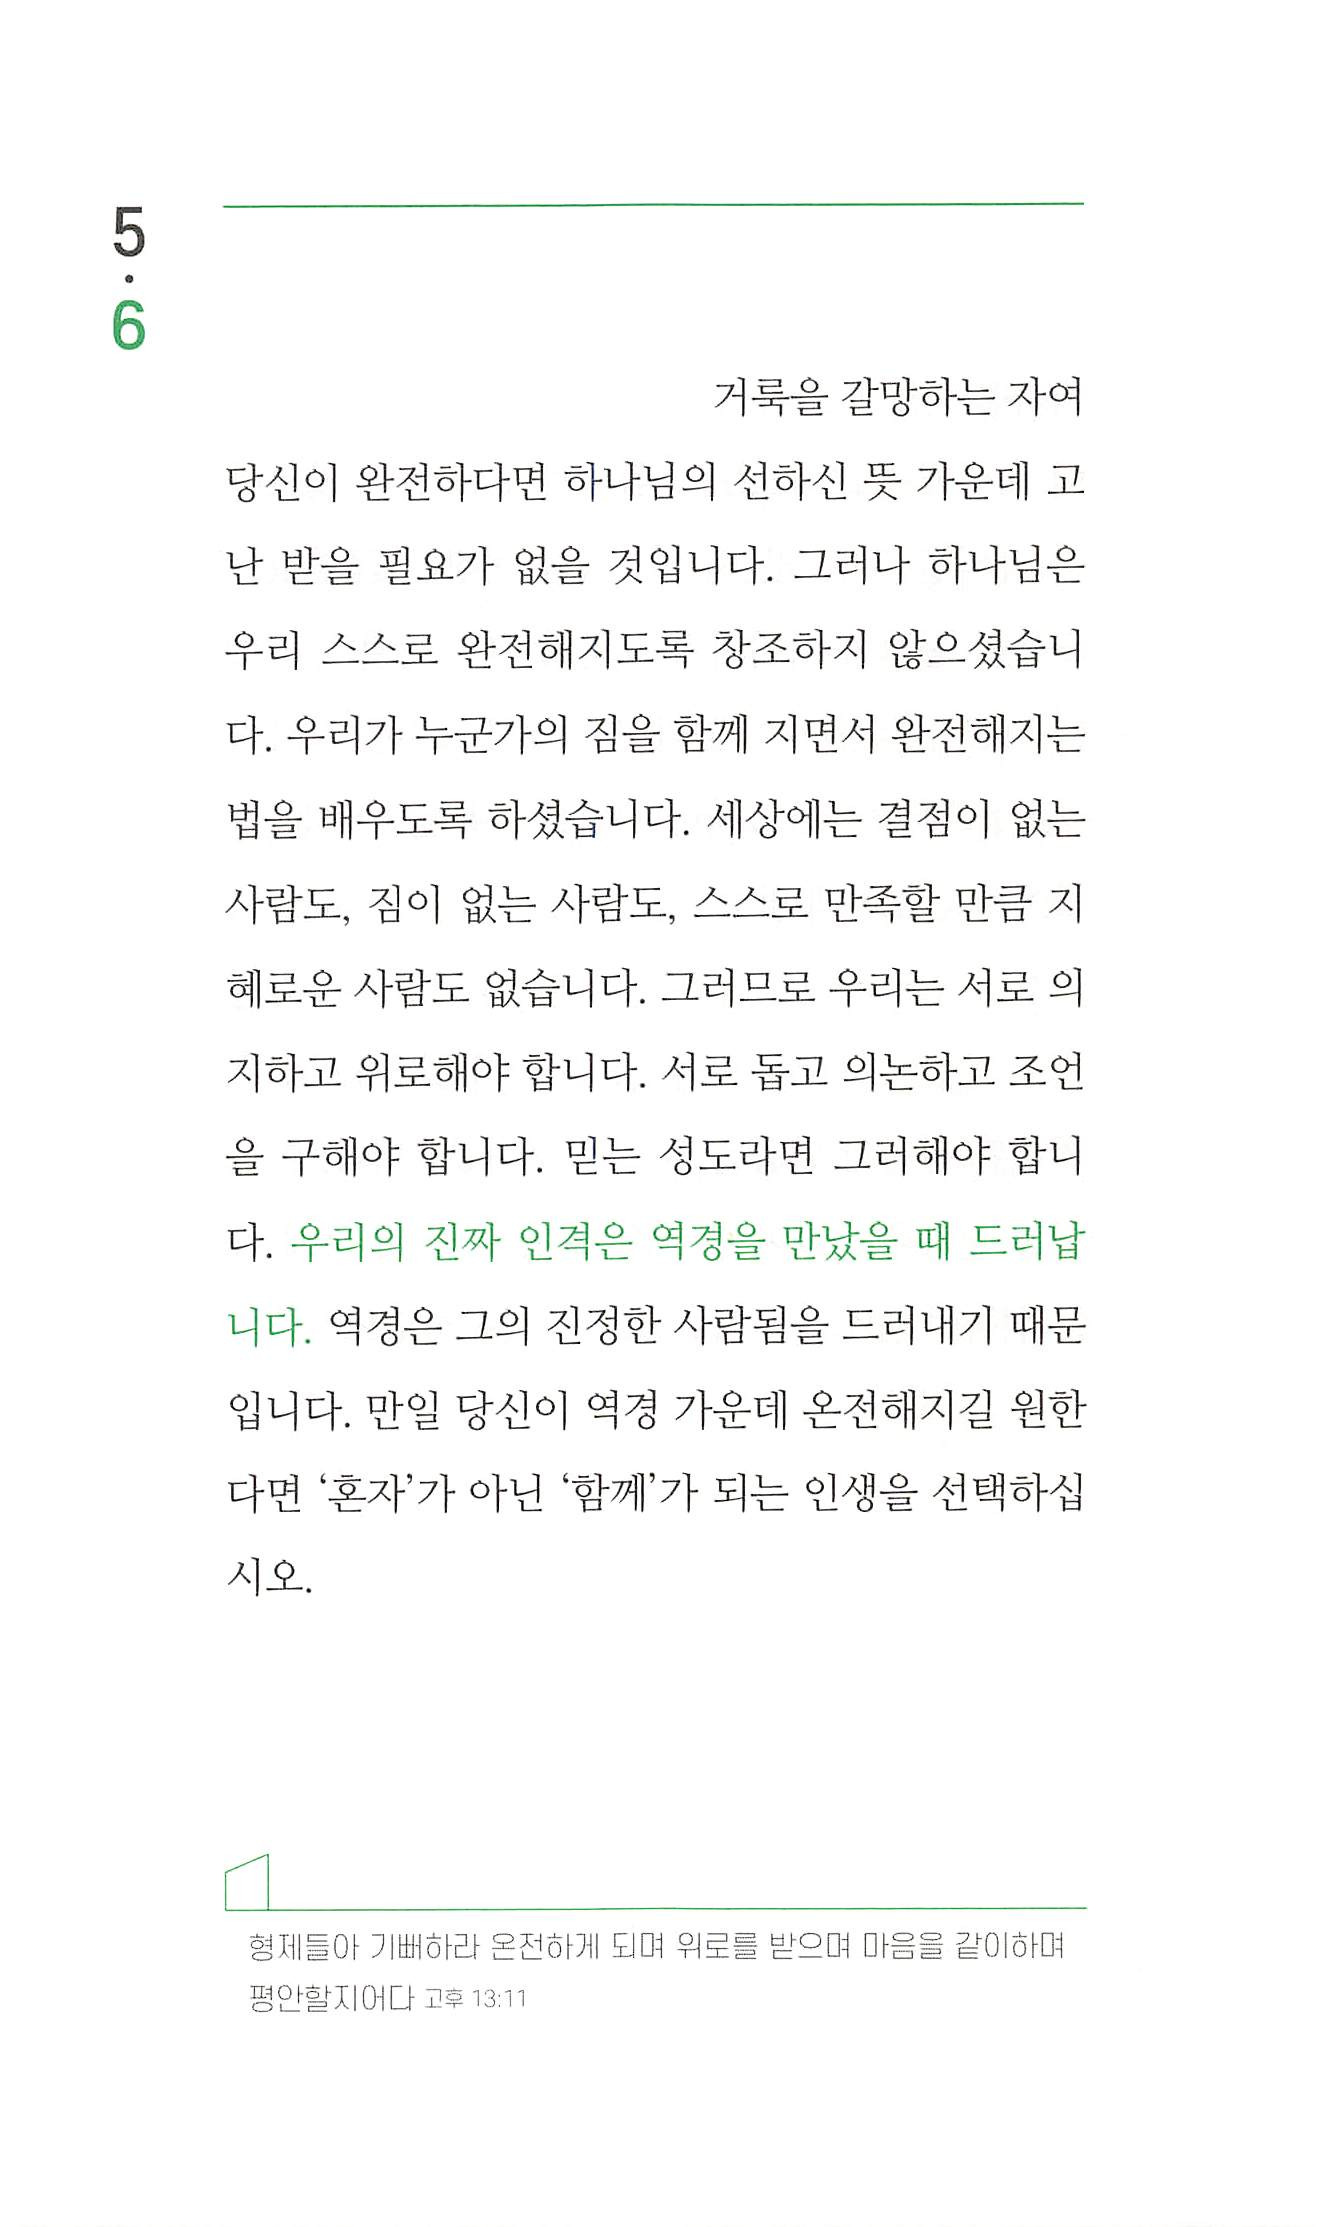 5
·
6
거룩을 갈망하는 자여
당신이 완전하다면 하나님의 선하신 뜻 가운데 고
난 받을 필요가 없을 것입니다. 그러나 하나님은
우리 스스로 완전해지도록 창조하지 않으셨습니
다. 우리가 누군가의 짐을 함께 지면서 완전해지는
법을 배우도록 하셨습니다. 세상에는 결점이 없는
사람도, 짐이 없는 사람도, 스스로 만족할 만큼 지
혜로운 사람도 없습니다. 그러므로 우리는 서로 의
지하고 위로해야 합니다. 서로 돕고 의논하고 조언
을 구해야 합니다. 믿는 성도라면 그러해야 합니
다. 우리의 진짜 인격은 역경을 만났을 때 드러납
니다. 역경은 그의 진정한 사람됨을 드러내기 때문
입니다. 만일 당신이 역경 가운데 온전해지길 원한
다면 ‘혼자’가 아닌 ‘함께’가 되는 인생을 선택하십
시오.
형제들아 기뻐하라 온전하게 되며 위로를 받으며 마음을 같이하며
평안할지어다 고후 13:11